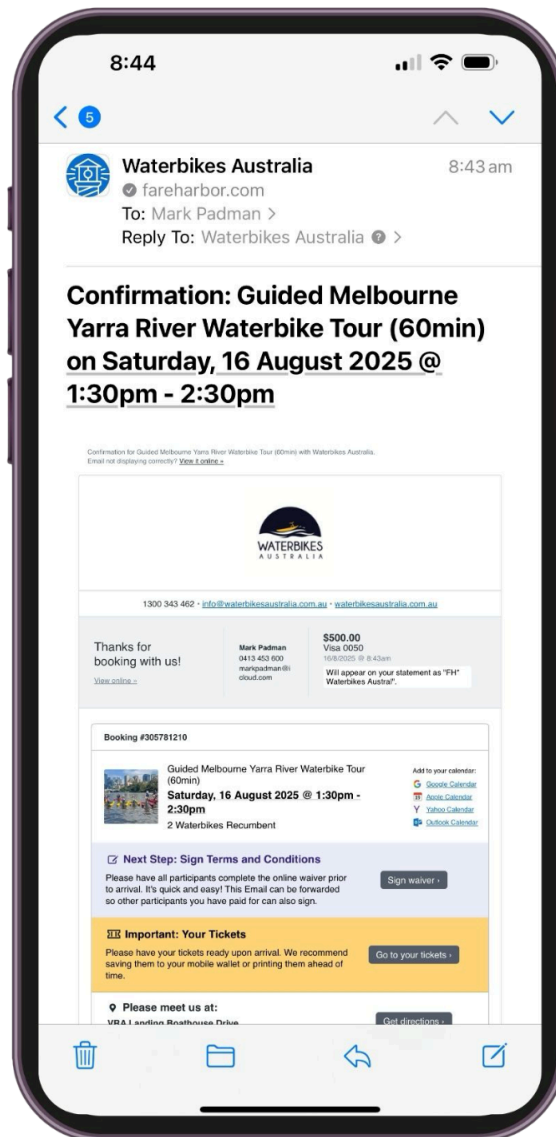 8:44
5
Waterbikes Australia
8:43 am
fareharbor.com
To: Mark Padman >
Reply To: Waterbikes Australia ? >
Confirmation: Guided Melbourne
Yarra River Waterbike Tour (60min)
on Saturday, 16 August 2025 @
1:30pm - 2:30pm
Confirmation for Guided Melbourne Yarra River Waterbike Tour (60min) with Waterbikes Australia.
Email not displaying correctly? View it online »
WATERBIKES
AUSTRALIA
1300 343 462 · info@waterbikesaustralia.com.au · waterbikesaustralia.com.au
Thanks for
booking with us!
View online »
Mark Padman
0413 453 600
markpadman@i
cloud.com
$500.00
Visa 0050
16/8/2025 @ 8:43am
Will appear on your statement as "FH*
Waterbikes Austral".
Booking #305781210
Guided Melbourne Yarra River Waterbike Tour
(60min)
Saturday, 16 August 2025 @ 1:30pm -
2:30pm
2 Waterbikes Recumbent
Add to your calendar:
Google Calendar
Apple Calendar
Yahoo Calendar
Outlook Calendar
Next Step: Sign Terms and Conditions
Please have all participants complete the online waiver prior
to arrival. It's quick and easy! This Email can be forwarded
so other participants you have paid for can also sign.
Sign waiver ›
Important: Your Tickets
Please have your tickets ready upon arrival. We recommend
saving them to your mobile wallet or printing them ahead of
time.
Go to your tickets ›
Please meet us at:
VRA Landing Boathouse Drive
Get directions ›